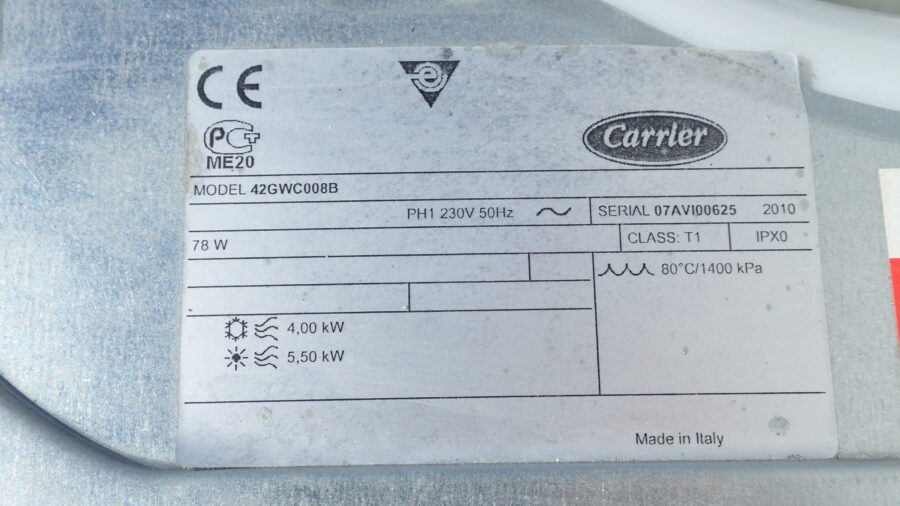 CE
e
PCT
ME20
Carrier
MODEL 42GWC008B
PH1 230V 50Hz
SERIAL 07AVI00625 2010
78 W
CLASS: T1
IPX0
80°C/1400 kPa
4,00 kW
5,50 kW
Made in Italy